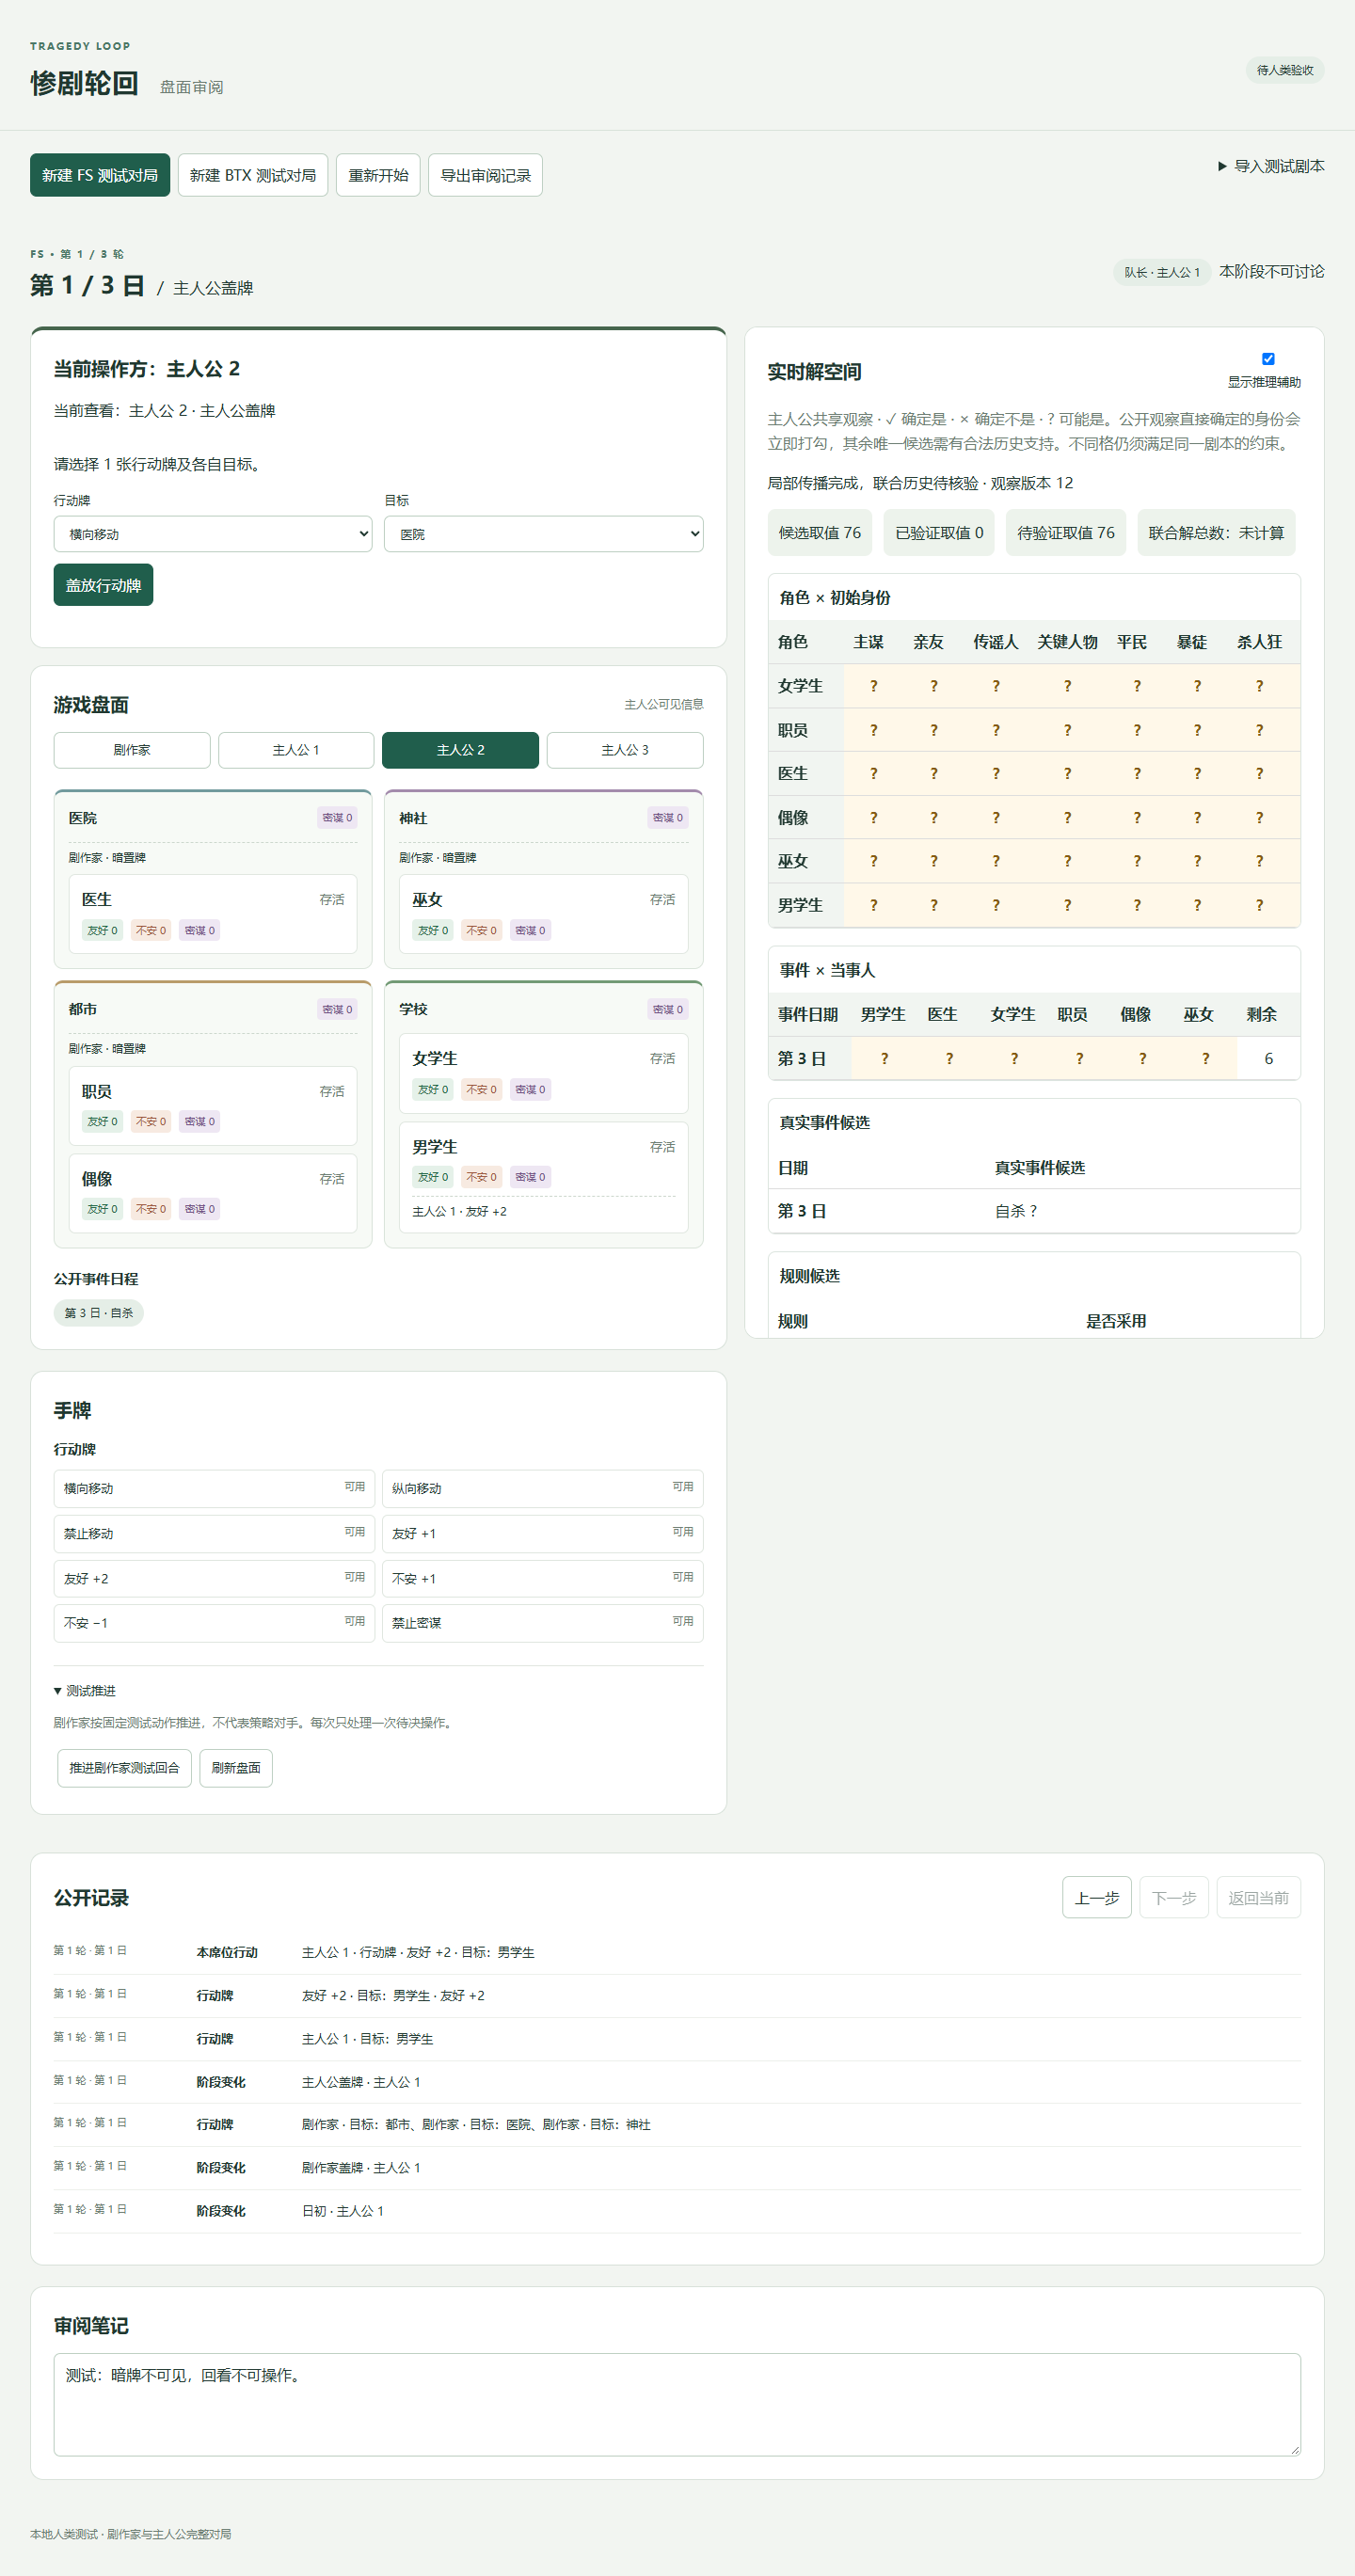 TRAGEDY LOOP
惨剧轮回 盘面审阅
待人类验收
新建 FS 测试对局 新建 BTX 测试对局 重新开始 导出审阅记录
▶ 导入测试剧本
FS · 第 1 / 3 轮
第 1 / 3 日 / 主人公盖牌
队长 · 主人公 1 本阶段不可讨论
当前操作方：主人公 2
当前查看：主人公 2 · 主人公盖牌
请选择 1 张行动牌及各自目标。
行动牌 目标
横向移动 医院
盖放行动牌
游戏盘面 主人公可见信息
剧作家 主人公 1 主人公 2 主人公 3
医院 密谋 0
剧作家 · 暗置牌
医生 存活
友好 0 不安 0 密谋 0
神社 密谋 0
剧作家 · 暗置牌
巫女 存活
友好 0 不安 0 密谋 0
都市 密谋 0
剧作家 · 暗置牌
职员 存活
友好 0 不安 0 密谋 0
偶像 存活
友好 0 不安 0 密谋 0
学校 密谋 0
女学生 存活
友好 0 不安 0 密谋 0
男学生 存活
友好 0 不安 0 密谋 0
主人公 1 · 友好 +2
公开事件日程
第 3 日 · 自杀
实时解空间
显示推理辅助
主人公共享观察 · ✓ 确定是 · × 确定不是 · ? 可能是。公开观察直接确定的身份会
立即打勾，其余唯一候选需有合法历史支持。不同格仍须满足同一剧本的约束。
局部传播完成，联合历史待核验 · 观察版本 12
候选取值 76 已验证取值 0 待验证取值 76 联合解总数：未计算
角色 × 初始身份
角色 主谋 亲友 传谣人 关键人物 平民 暴徒 杀人狂
女学生 ? ? ? ? ? ? ?
职员 ? ? ? ? ? ? ?
医生 ? ? ? ? ? ? ?
偶像 ? ? ? ? ? ? ?
巫女 ? ? ? ? ? ? ?
男学生 ? ? ? ? ? ? ?
事件 × 当事人
事件日期 男学生 医生 女学生 职员 偶像 巫女 剩余
第 3 日 ? ? ? ? ? ? 6
真实事件候选
日期 真实事件候选
第 3 日 自杀 ?
规则候选
规则 是否采用
手牌
行动牌
横向移动 可用 纵向移动 可用
禁止移动 可用 友好 +1 可用
友好 +2 可用 不安 +1 可用
不安 −1 可用 禁止密谋 可用
▼ 测试推进
剧作家按固定测试动作推进，不代表策略对手。每次只处理一次待决操作。
推进剧作家测试回合 刷新盘面
公开记录 上一步 下一步 返回当前
第 1 轮 · 第 1 日 本席位行动 主人公 1 · 行动牌 · 友好 +2 · 目标：男学生
第 1 轮 · 第 1 日 行动牌 友好 +2 · 目标：男学生 · 友好 +2
第 1 轮 · 第 1 日 行动牌 主人公 1 · 目标：男学生
第 1 轮 · 第 1 日 阶段变化 主人公盖牌 · 主人公 1
第 1 轮 · 第 1 日 行动牌 剧作家 · 目标：都市、剧作家 · 目标：医院、剧作家 · 目标：神社
第 1 轮 · 第 1 日 阶段变化 剧作家盖牌 · 主人公 1
第 1 轮 · 第 1 日 阶段变化 日初 · 主人公 1
审阅笔记
测试：暗牌不可见，回看不可操作。
本地人类测试 · 剧作家与主人公完整对局